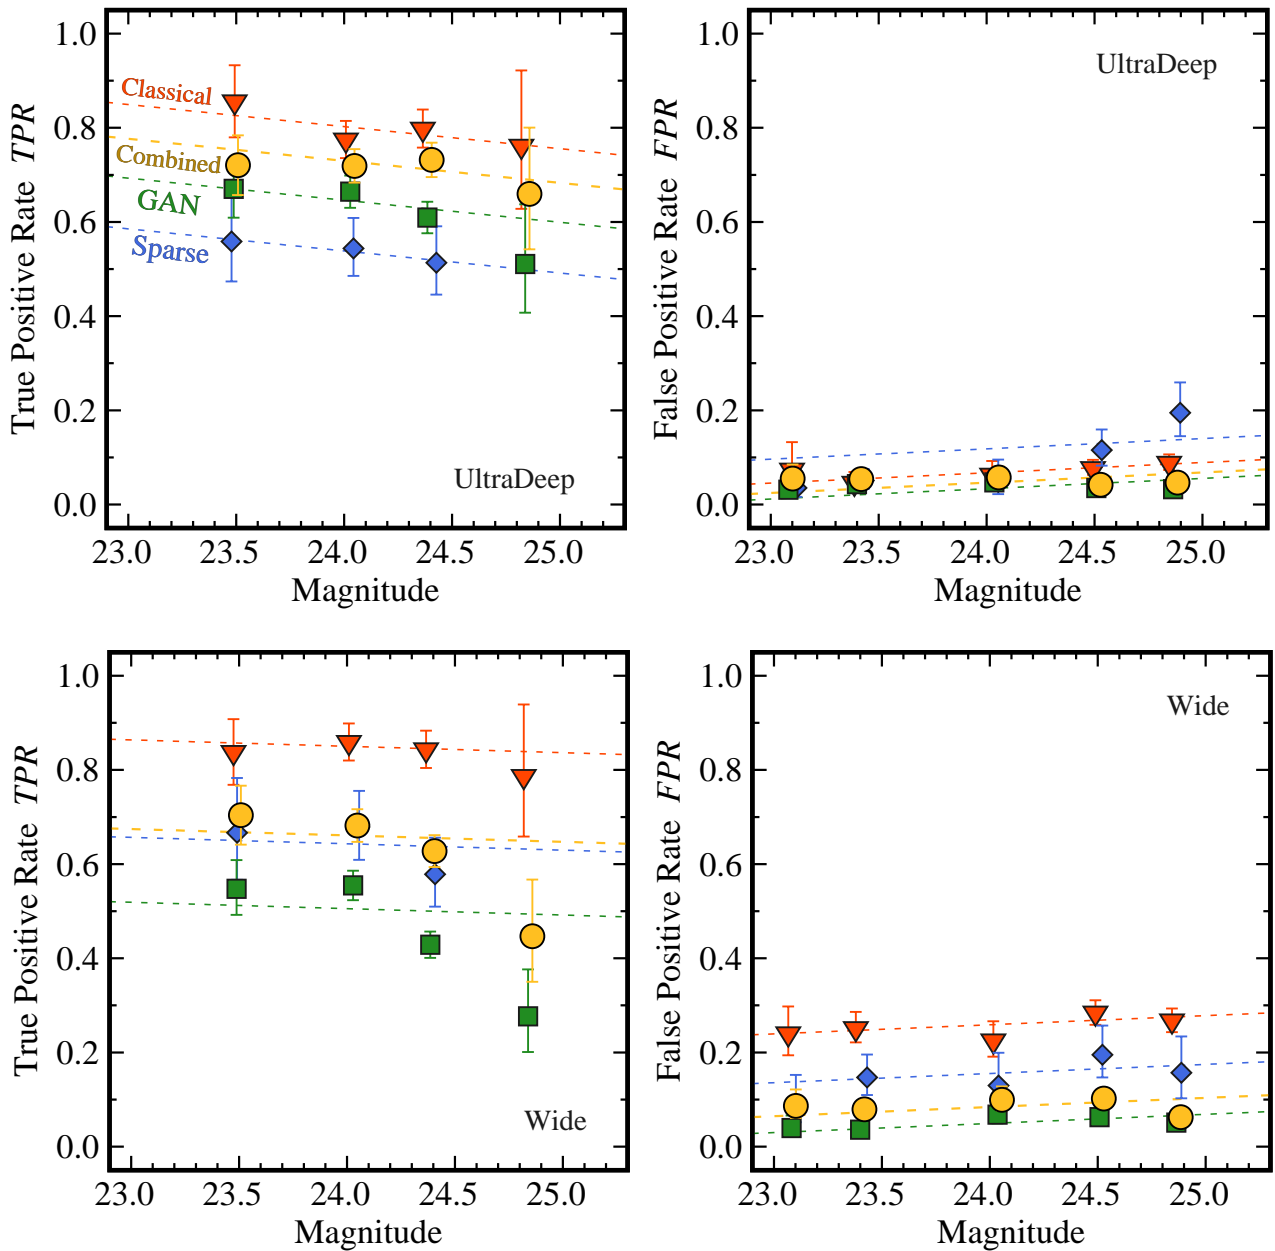 1.0
0.8
0.6
0.4
0.2
0.0
True Positive Rate TPR
Classical
Combined
GAN
Sparse
UltraDeep
23.0 23.5 24.0 24.5 25.0
Magnitude
1.0
0.8
0.6
0.4
0.2
0.0
False Positive Rate FPR
UltraDeep
23.0 23.5 24.0 24.5 25.0
Magnitude
1.0
0.8
0.6
0.4
0.2
0.0
True Positive Rate TPR
Wide
23.0 23.5 24.0 24.5 25.0
Magnitude
1.0
0.8
0.6
0.4
0.2
0.0
False Positive Rate FPR
Wide
23.0 23.5 24.0 24.5 25.0
Magnitude